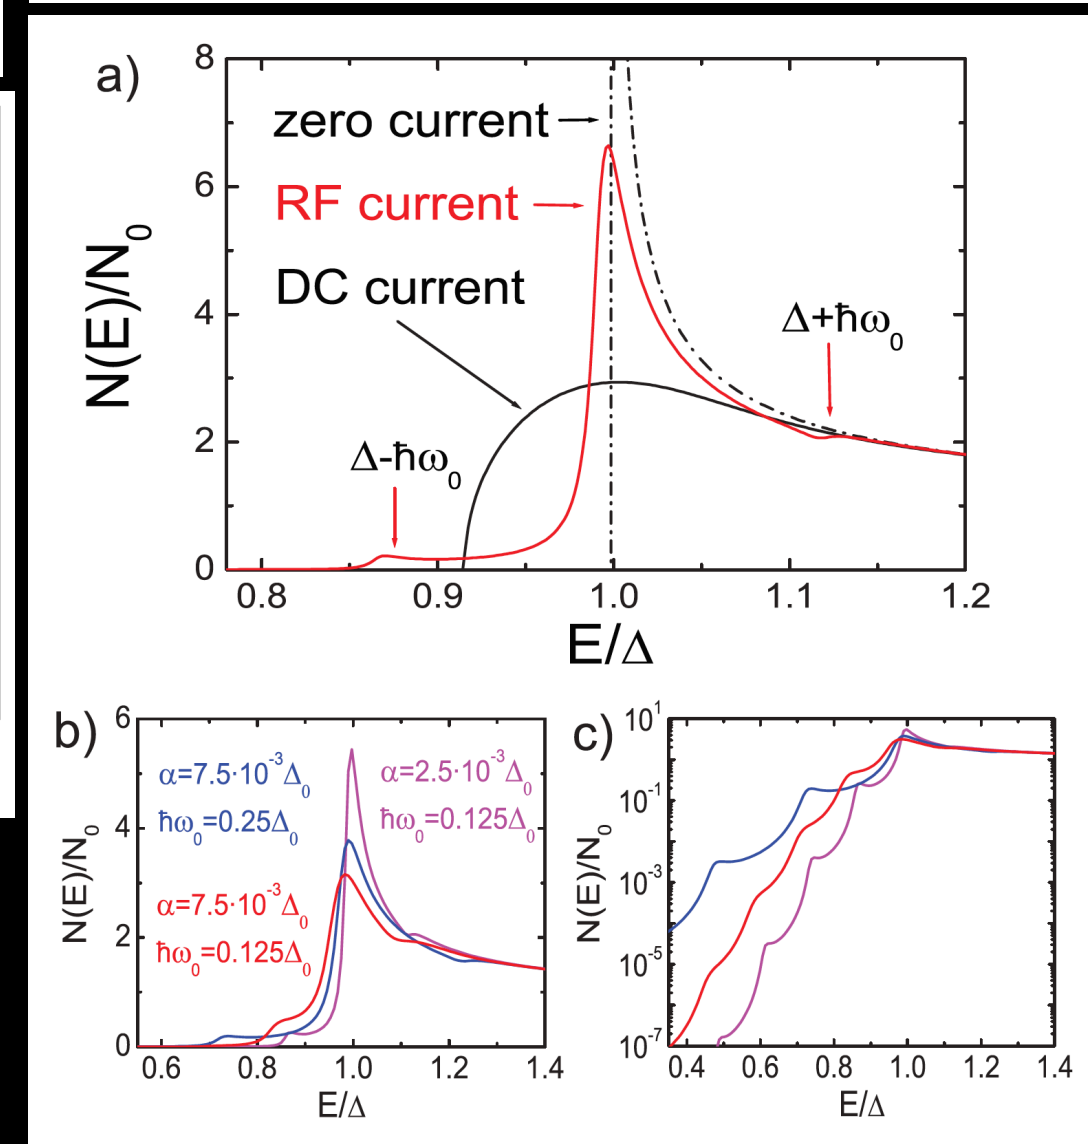 a)
8
6
4
2
0
N(E)/N₀
zero current
RF current
DC current
Δ-ħω₀
Δ+ħω₀
0.8 0.9 1.0 1.1 1.2
E/Δ
b)
6
4
2
0
N(E)/N₀
α=7.5·10⁻³Δ₀
ħω₀=0.25Δ₀
α=2.5·10⁻³Δ₀
ħω₀=0.125Δ₀
α=7.5·10⁻³Δ₀
ħω₀=0.125Δ₀
0.6 0.8 1.0 1.2 1.4
E/Δ
c)
10¹
10⁻¹
10⁻³
10⁻⁵
10⁻⁷
N(E)/N₀
0.4 0.6 0.8 1.0 1.2 1.4
E/Δ